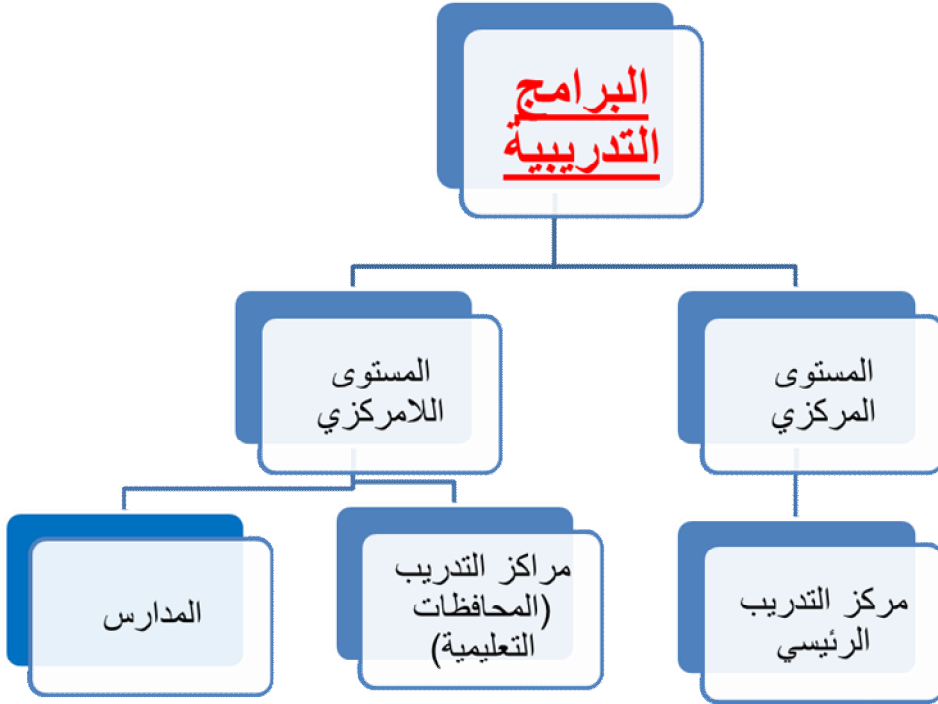 البرامج
التدريبية
المستوى
المركزي
المستوى
اللامركزي
مركز التدريب
الرئيسي
مراكز التدريب
(المحافظات
التعليمية)
المدارس